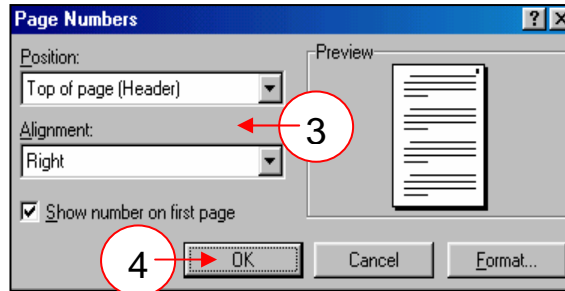 Page Numbers
Position:
Top of page (Header)
Alignment:
Right
Show number on first page
Preview
3
4
OK
Cancel
Format...